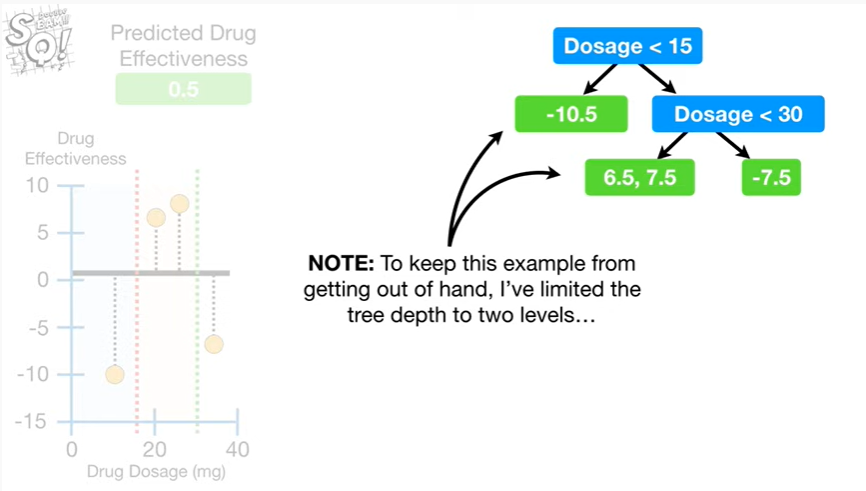 Predicted Drug
Effectiveness
0.5
Dosage < 15
-10.5
Dosage < 30
6.5, 7.5
-7.5
NOTE: To keep this example from
getting out of hand, I’ve limited the
tree depth to two levels…
Drug
Effectiveness
10
5
0
-5
-10
-15
0
20
40
Drug Dosage (mg)